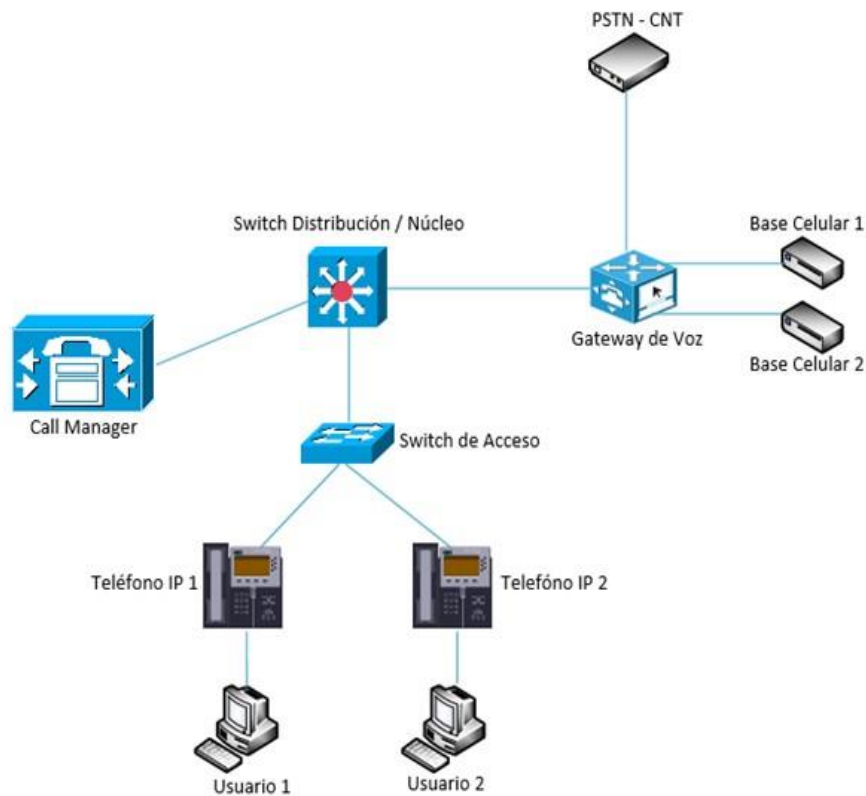 PSTN - CNT
Switch Distribución / Núcleo
Base Celular 1
Gateway de Voz
Base Celular 2
Call Manager
Switch de Acceso
Teléfono IP 1
Telefóno IP 2
Usuario 1
Usuario 2